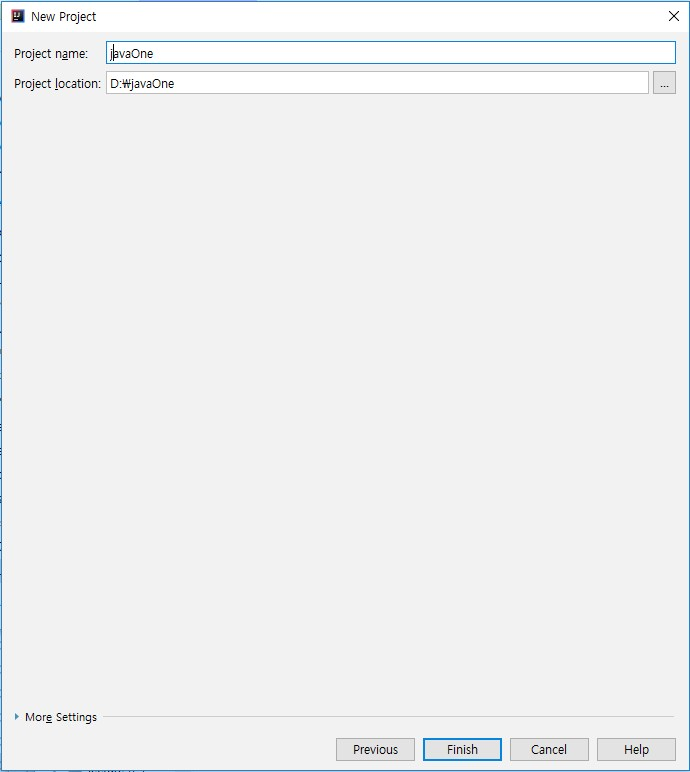 New Project
Project name: javaOne
Project location: D:₩javaOne ...
More Settings
Previous Finish Cancel Help